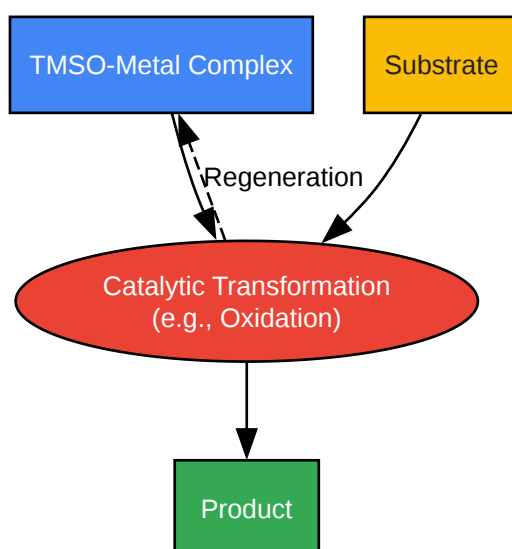 TMSO-Metal Complex
Substrate
Regeneration
Catalytic Transformation
(e.g., Oxidation)
Product